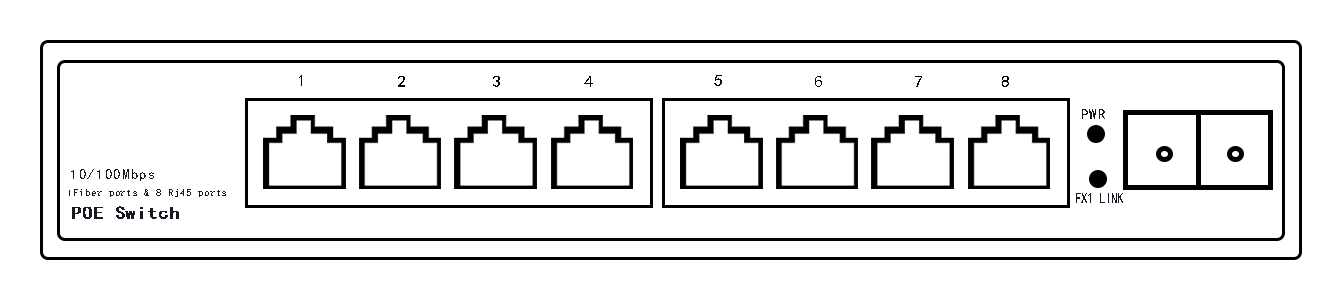 1 2 3 4 5 6 7 8
PWR
10/100Mbps
1Fiber ports & 8 Rj45 ports
FX1 LINK
POE Switch